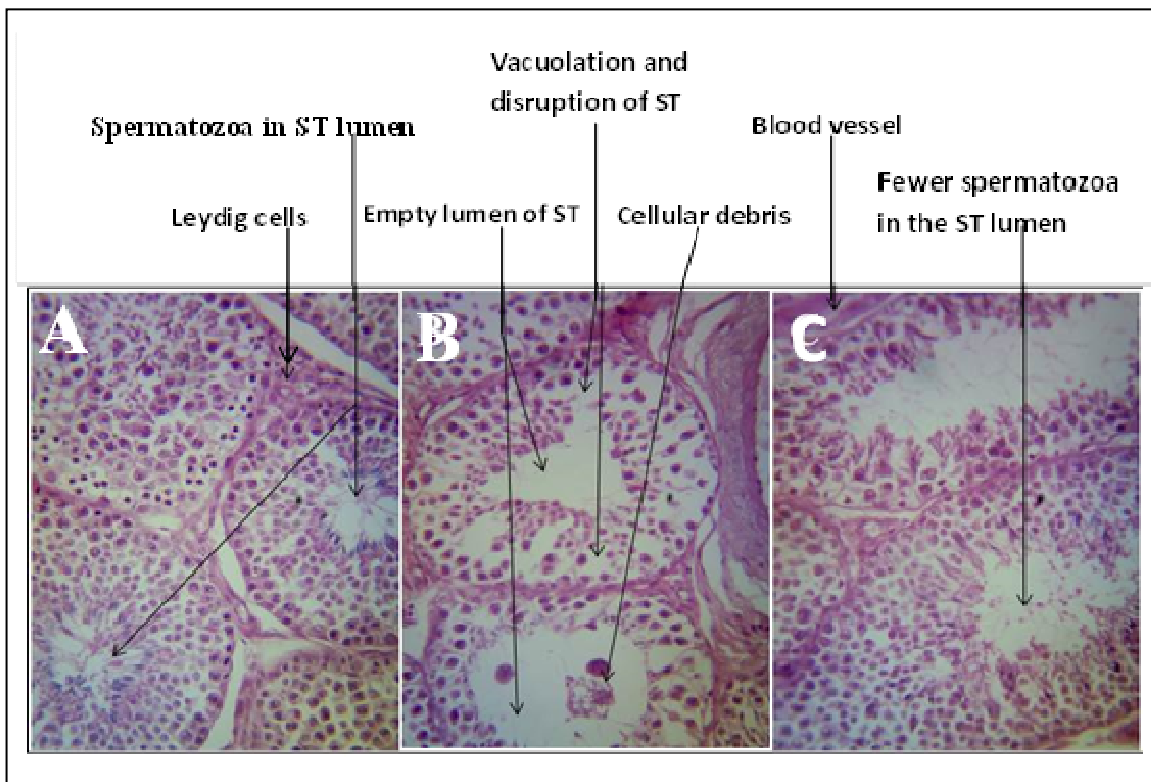 Vacuolation and
disruption of ST
Spermatozoa in ST lumen
Blood vessel
Fewer spermatozoa
in the ST lumen
Leydig cells
Empty lumen of ST
Cellular debris
A
B
C